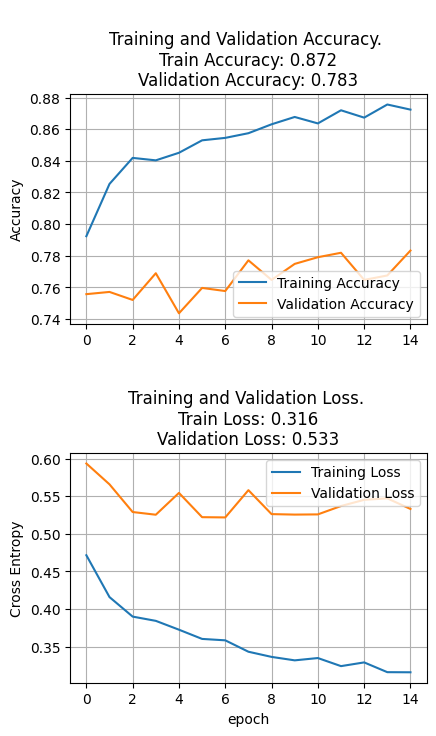 Training and Validation Accuracy.
Train Accuracy: 0.872
Validation Accuracy: 0.783
0.88
0.86
0.84
0.82
0.80
0.78
0.76
0.74
Accuracy
Training Accuracy
Validation Accuracy
0 2 4 6 8 10 12 14
Training and Validation Loss.
Train Loss: 0.316
Validation Loss: 0.533
0.60
0.55
0.50
0.45
0.40
0.35
Cross Entropy
Training Loss
Validation Loss
0 2 4 6 8 10 12 14
epoch